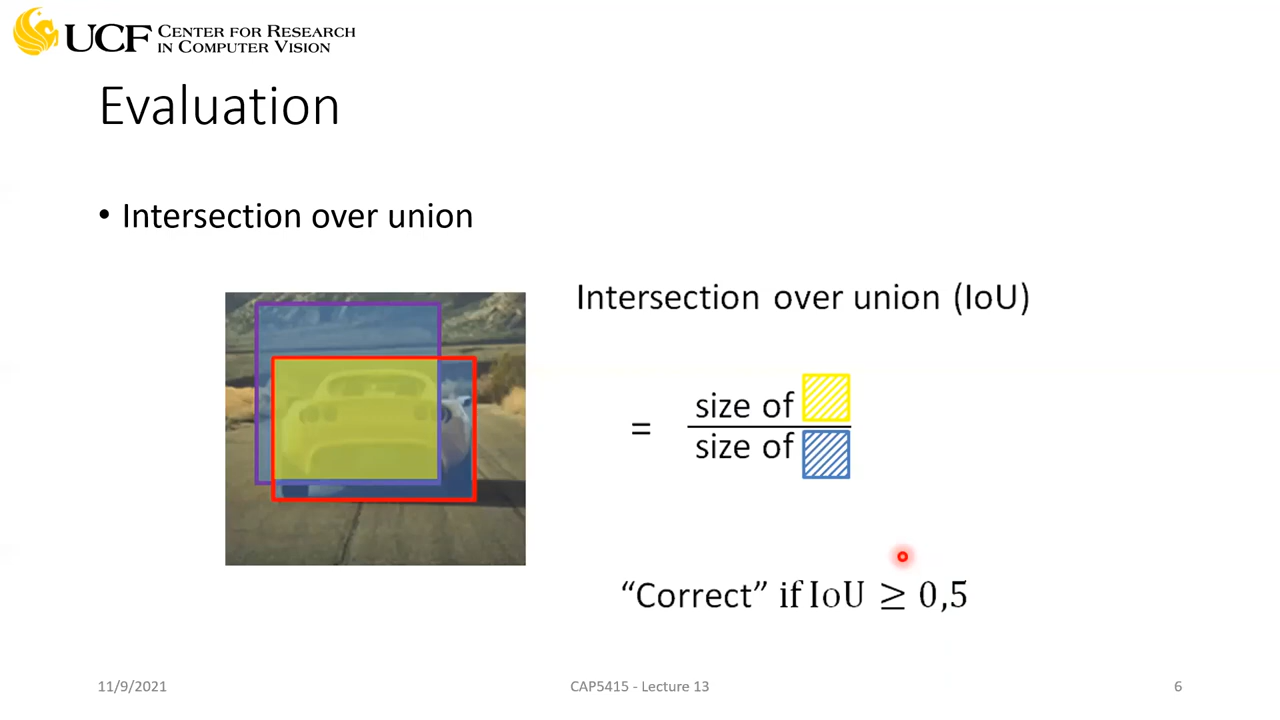 UCF CENTER FOR RESEARCH
IN COMPUTER VISION
Evaluation
• Intersection over union
Intersection over union (IoU)
= size of
size of
“Correct” if IoU ≥ 0,5
11/9/2021
CAP5415 - Lecture 13
6